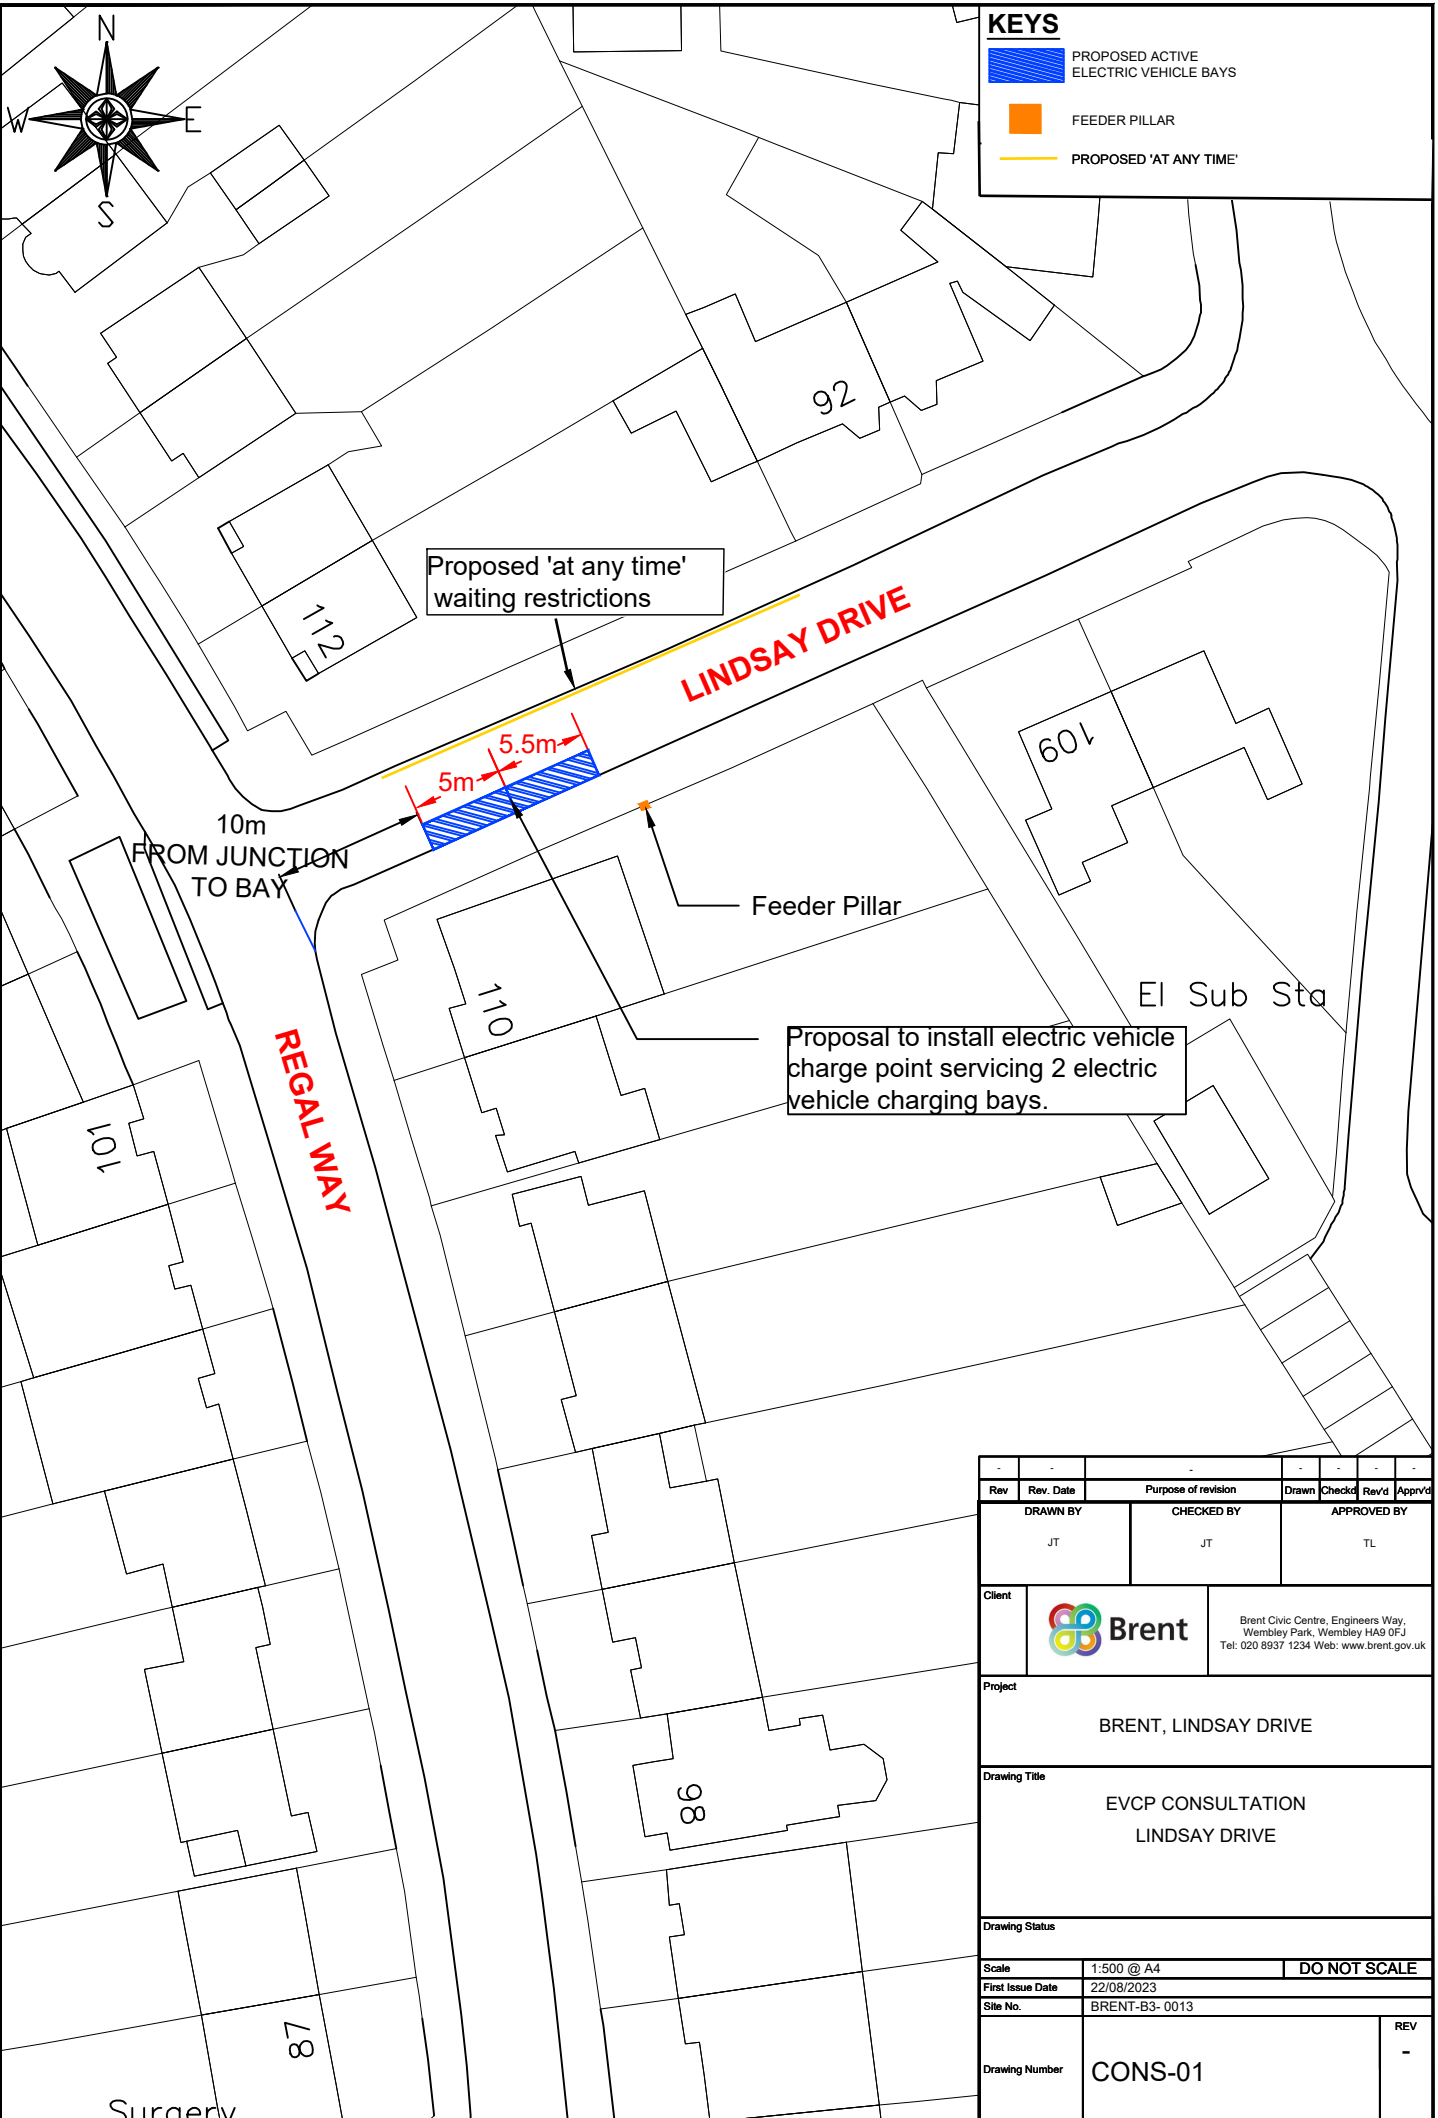 N
W
E
S
KEYS
PROPOSED ACTIVE
ELECTRIC VEHICLE BAYS
FEEDER PILLAR
PROPOSED 'AT ANY TIME'
92
112
Proposed 'at any time'
waiting restrictions
LINDSAY DRIVE
5.5m
5m
109
10m
FROM JUNCTION
TO BAY
Feeder Pillar
110
El Sub Sta
Proposal to install electric vehicle
charge point servicing 2 electric
vehicle charging bays.
REGAL WAY
101
98
87
Surgery
- - - - - - -
Rev Rev. Date Purpose of revision Drawn Checkd Rev'd Apprv'd
DRAWN BY CHECKED BY APPROVED BY
JT JT TL
Client
Brent
Brent Civic Centre, Engineers Way,
Wembley Park, Wembley HA9 0FJ
Tel: 020 8937 1234 Web: www.brent.gov.uk
Project
BRENT, LINDSAY DRIVE
Drawing Title
EVCP CONSULTATION
LINDSAY DRIVE
Drawing Status
Scale 1:500 @ A4 DO NOT SCALE
First Issue Date 22/08/2023
Site No. BRENT-B3- 0013
Drawing Number CONS-01
REV
-